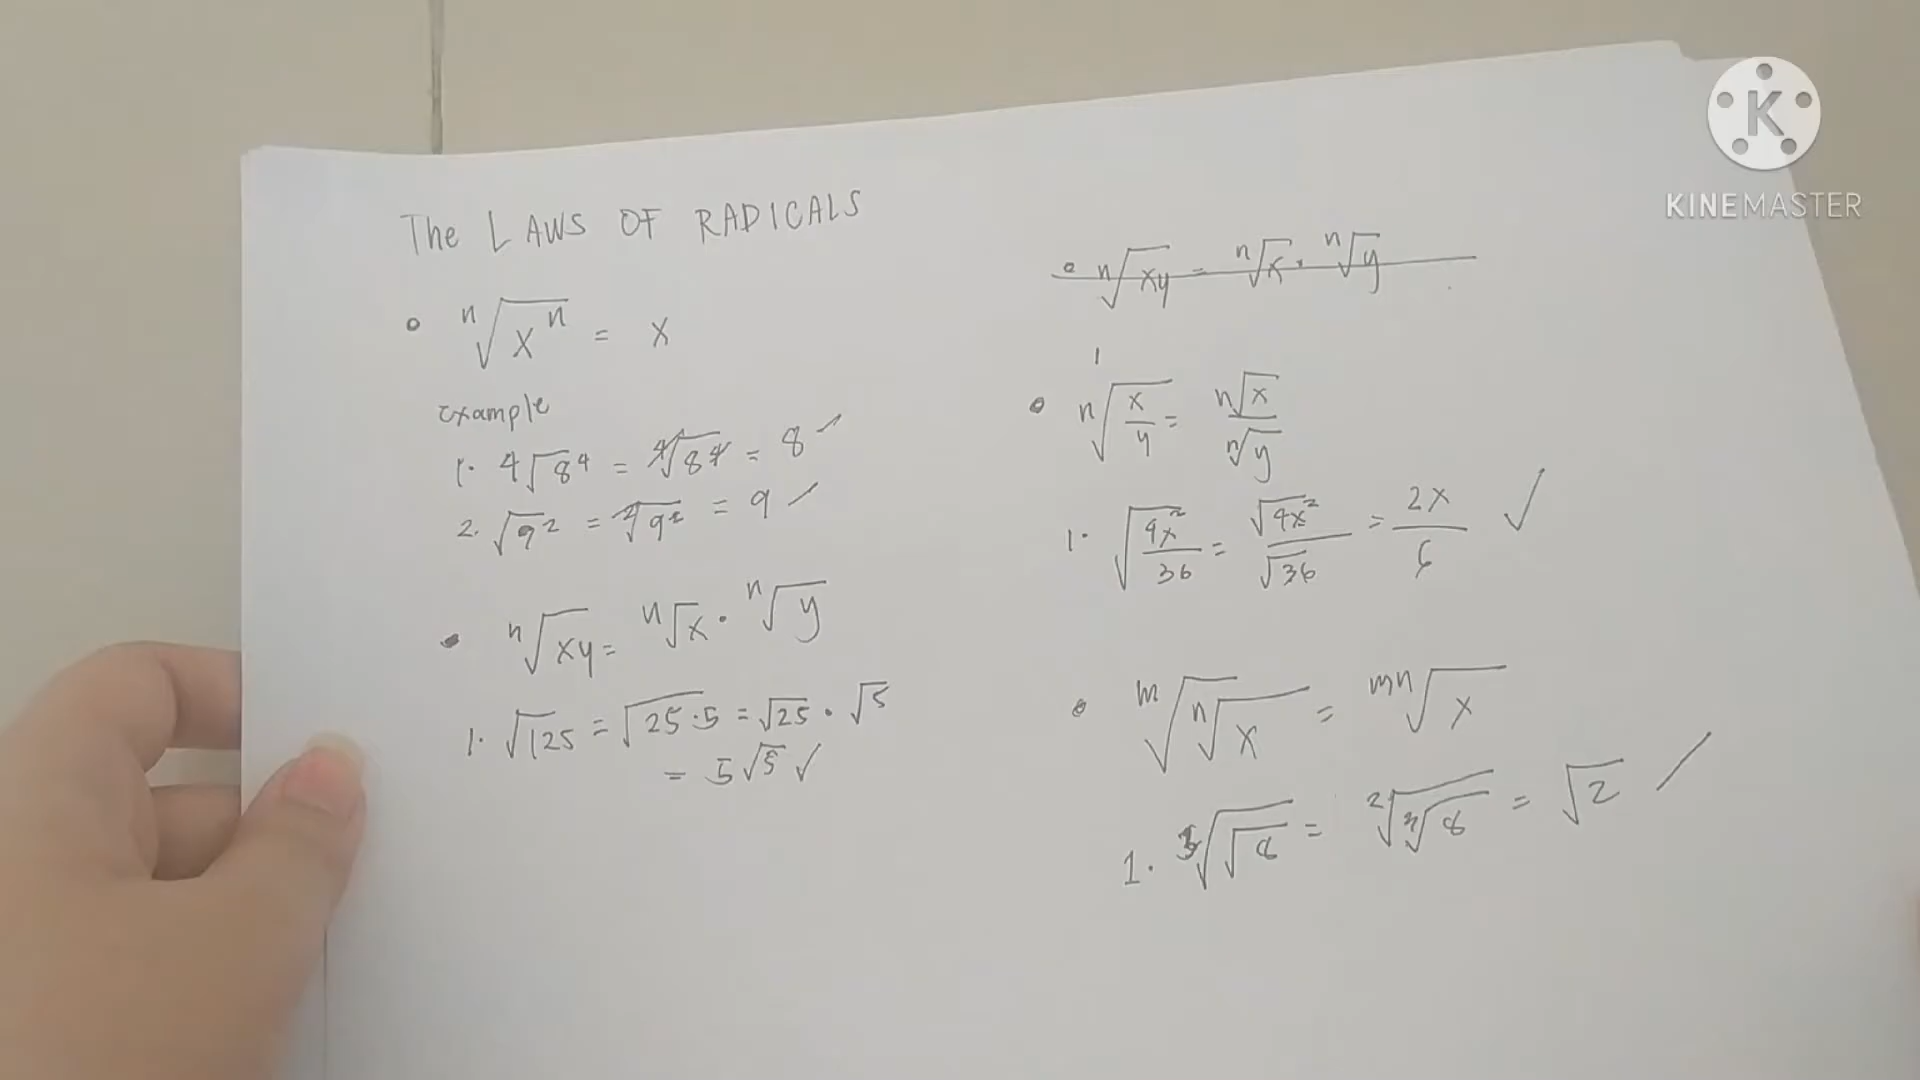 The LAWS OF RADICALS
• ⁿ√xⁿ = x
example
1. ⁴√8⁴ = ⁴√8⁴ = 8 ✓
2. √9² = ²√9² = 9 ✓
• ⁿ√xy = ⁿ√x · ⁿ√y
1. √125 = √25·5 = √25 · √5
= 5√5 ✓
• ⁿ√xy = ⁿ√x · ⁿ√y
• ⁿ√(x/y) = ⁿ√x / ⁿ√y
1. √(4x²/36) = √4x² / √36 = 2x/6 ✓
• ᵐ√ⁿ√x = ᵐⁿ√x
1. ³√√8 = ²√³√8 = √2 ✓
K
KINEMASTER